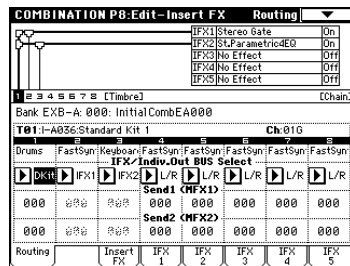 COMBINATION P8:Edit-Insert FX Routing
IFX1 Stereo Gate On
IFX2 St.Parametric4EQ On
IFX3 No Effect Off
IFX4 No Effect Off
IFX5 No Effect Off
1 2 3 4 5 6 7 8 [Timbre] [Chain]
Bank EXB-A: 000: InitialCombEA000
T01:I-A036:Standard Kit 1 Ch:01G
1 2 3 4 5 6 7 8
Drums FastSyn Keyboar FastSyn FastSyn FastSyn FastSyn FastSyn
IFX/Indiv.Out BUS Select
DKit IFX1 IFX2 L/R L/R L/R L/R L/R
Send1 (MFX1)
000 000 000 000 000 000
Send2 (MFX2)
000 000 000 000 000 000
Routing Insert FX IFX 1 IFX 2 IFX 3 IFX 4 IFX 5